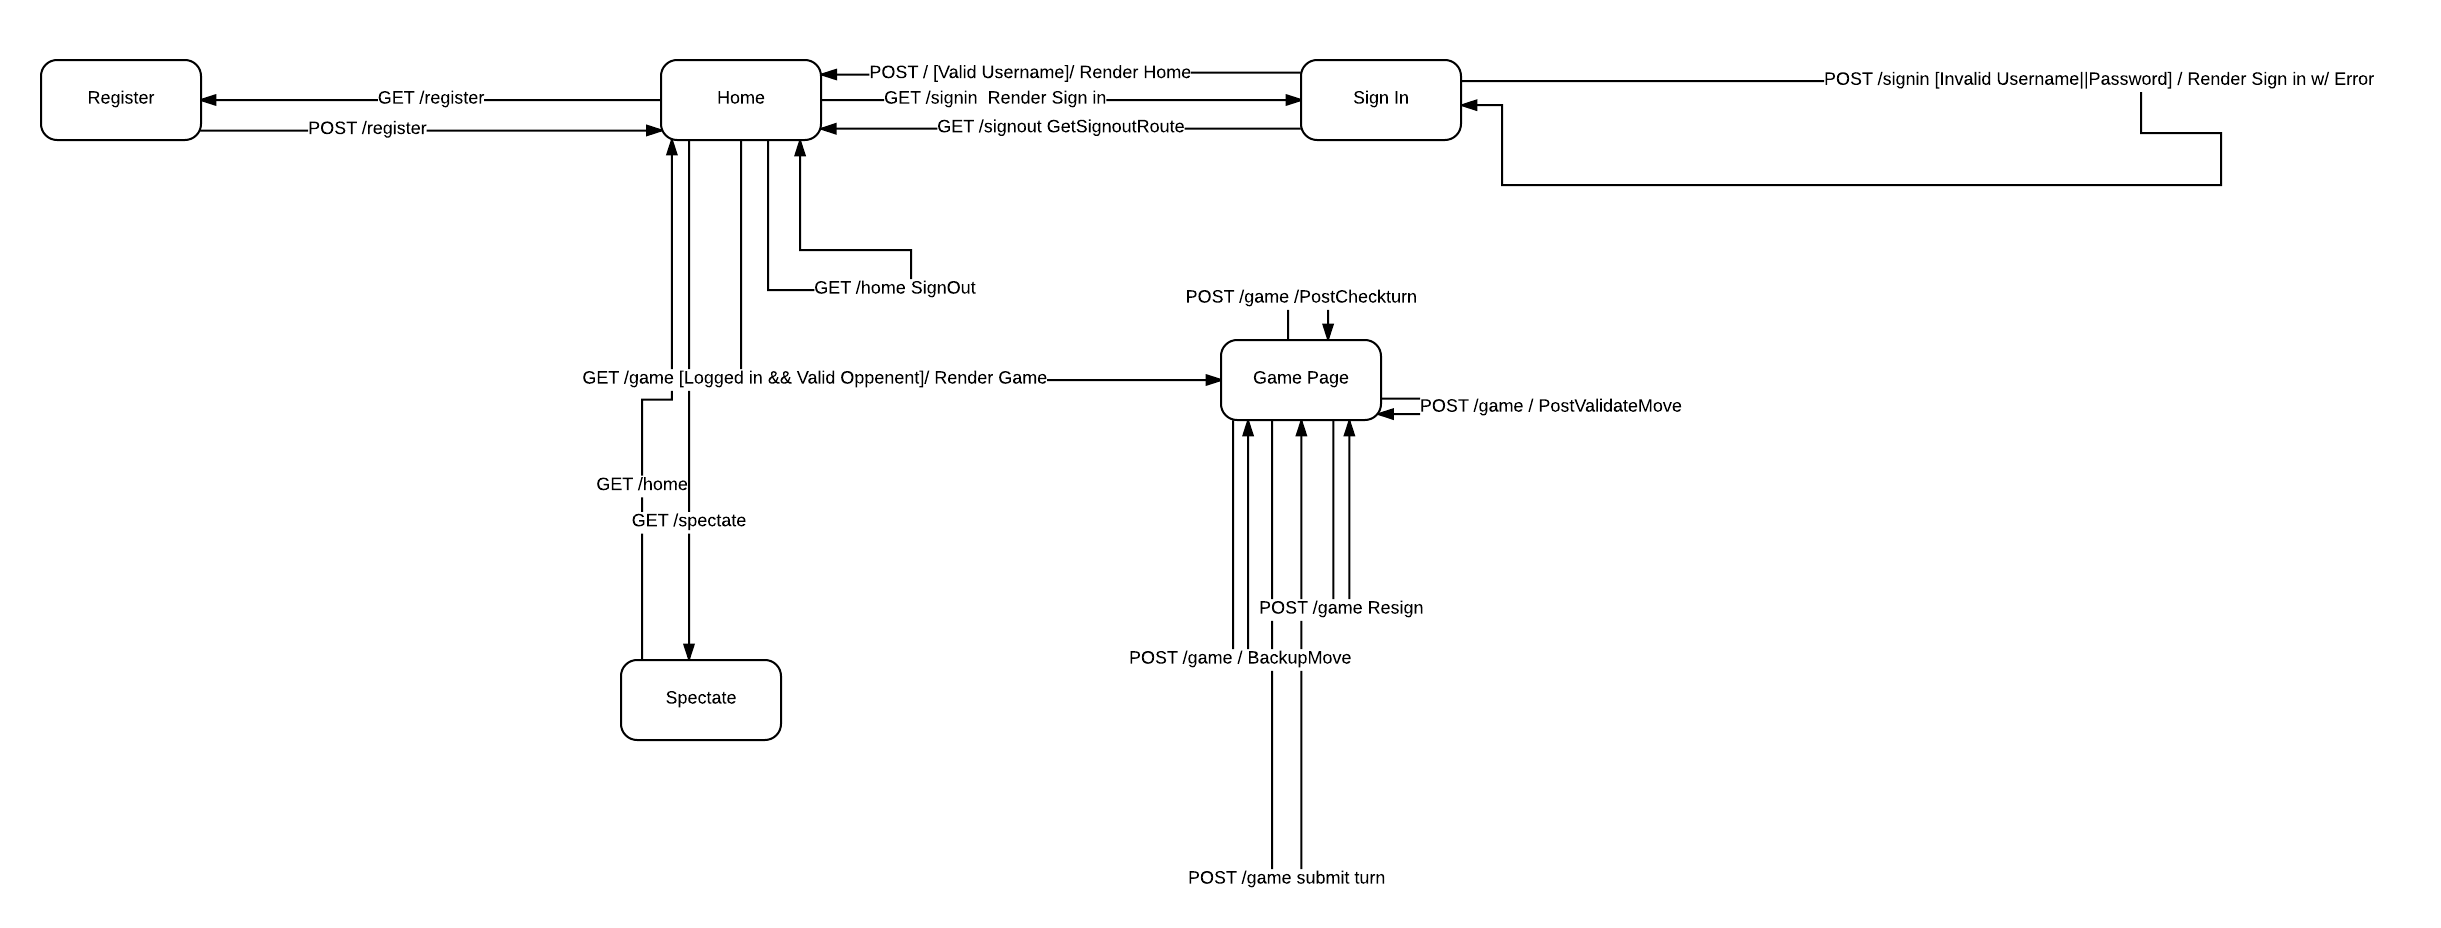 POST / [Valid Username]/ Render Home
POST /signin [Invalid Username||Password] / Render Sign in w/ Error
Register
GET /register
Home
GET /signin  Render Sign in
Sign In
POST /register
GET /signout GetSignoutRoute
GET /home SignOut
POST /game /PostCheckturn
GET /game [Logged in && Valid Oppenent]/ Render Game
Game Page
POST /game / PostValidateMove
GET /home
GET /spectate
POST /game Resign
POST /game / BackupMove
Spectate
POST /game submit turn